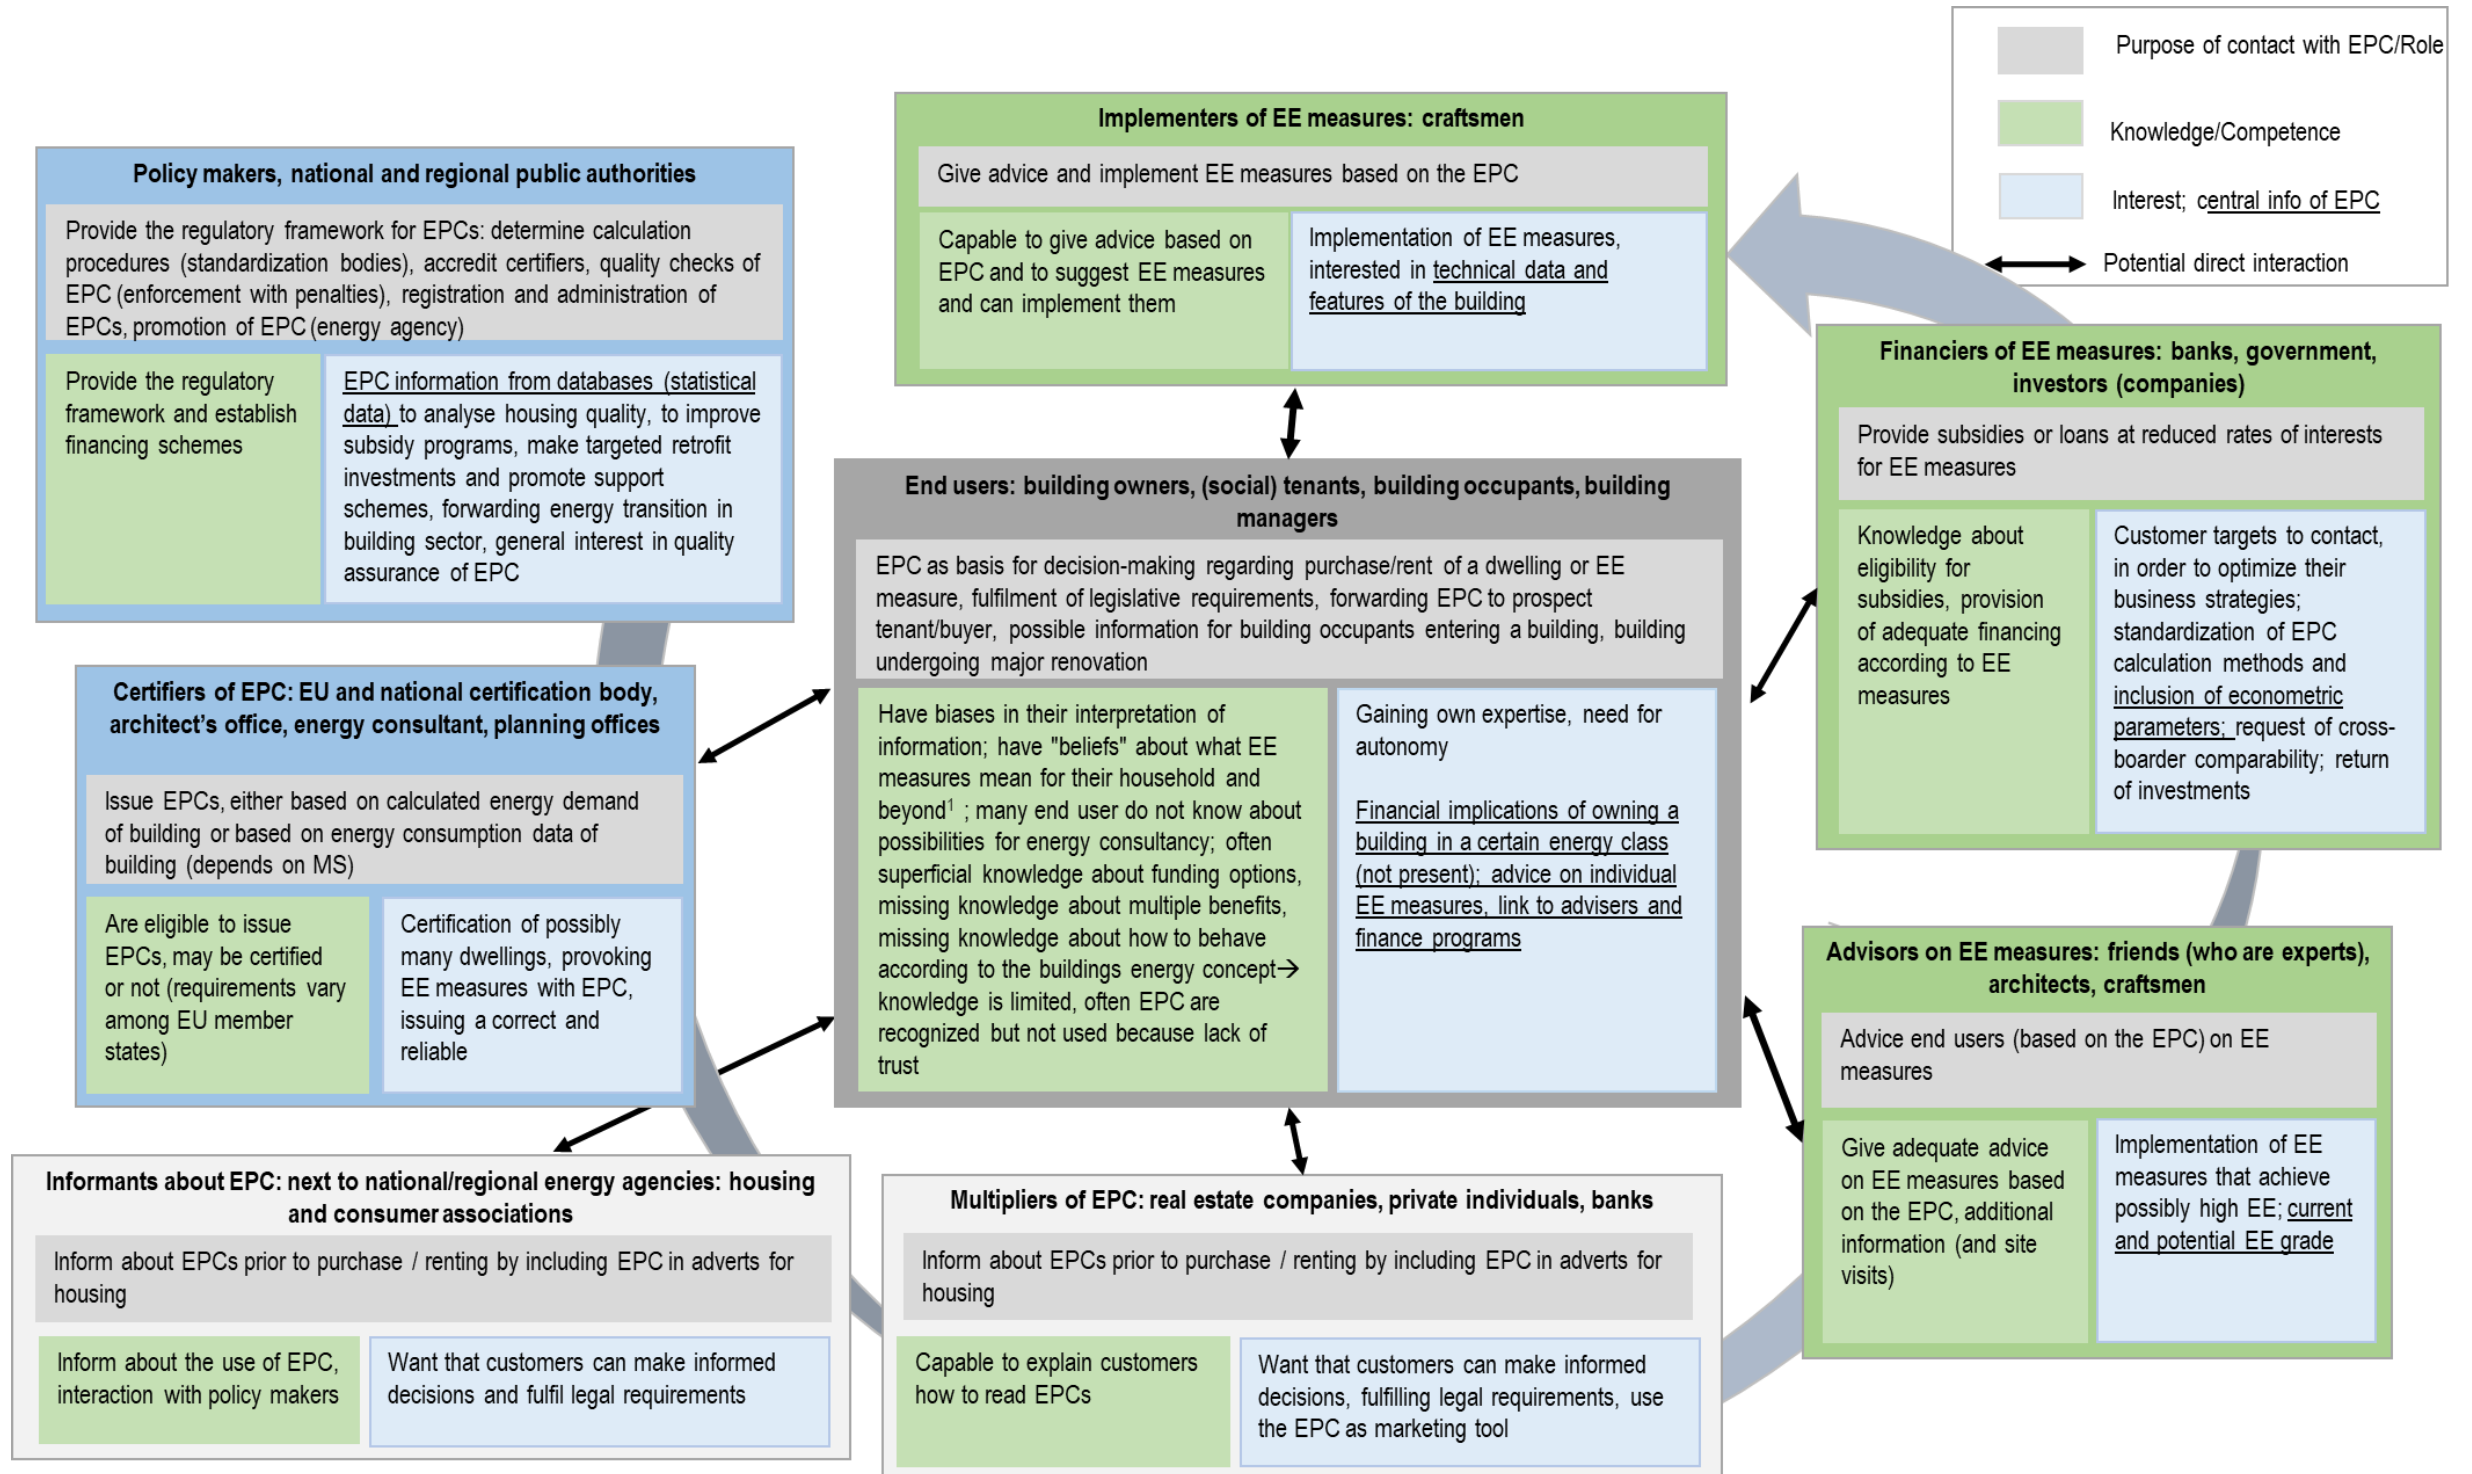 Purpose of contact with EPC/Role
Knowledge/Competence
Interest; central info of EPC
Potential direct interaction
Implementers of EE measures: craftsmen
Give advice and implement EE measures based on the EPC
Capable to give advice based on
EPC and to suggest EE measures
and can implement them
Implementation of EE measures,
interested in technical data and
features of the building
Policy makers, national and regional public authorities
Provide the regulatory framework for EPCs: determine calculation
procedures (standardization bodies), accredit certifiers, quality checks of
EPC (enforcement with penalties), registration and administration of
EPCs, promotion of EPC (energy agency)
Provide the regulatory
framework and establish
financing schemes
EPC information from databases (statistical
data) to analyse housing quality, to improve
subsidy programs, make targeted retrofit
investments and promote support
schemes, forwarding energy transition in
building sector, general interest in quality
assurance of EPC
Financiers of EE measures: banks, government,
investors (companies)
Provide subsidies or loans at reduced rates of interests
for EE measures
Knowledge about
eligibility for
subsidies, provision
of adequate financing
according to EE
measures
Customer targets to contact,
in order to optimize their
business strategies;
standardization of EPC
calculation methods and
inclusion of econometric
parameters; request of cross-
boarder comparability; return
of investments
End users: building owners, (social) tenants, building occupants, building
managers
EPC as basis for decision-making regarding purchase/rent of a dwelling or EE
measure, fulfilment of legislative requirements, forwarding EPC to prospect
tenant/buyer, possible information for building occupants entering a building, building
undergoing major renovation
Have biases in their interpretation of
information; have "beliefs" about what EE
measures mean for their household and
beyond¹ ; many end user do not know about
possibilities for energy consultancy; often
superficial knowledge about funding options,
missing knowledge about multiple benefits,
missing knowledge about how to behave
according to the buildings energy concept→
knowledge is limited, often EPC are
recognized but not used because lack of
trust
Gaining own expertise, need for
autonomy
Financial implications of owning a
building in a certain energy class
(not present); advice on individual
EE measures, link to advisers and
finance programs
Certifiers of EPC: EU and national certification body,
architect's office, energy consultant, planning offices
Issue EPCs, either based on calculated energy demand
of building or based on energy consumption data of
building (depends on MS)
Are eligible to issue
EPCs, may be certified
or not (requirements vary
among EU member
states)
Certification of possibly
many dwellings, provoking
EE measures with EPC,
issuing a correct and
reliable
Advisors on EE measures: friends (who are experts),
architects, craftsmen
Advice end users (based on the EPC) on EE
measures
Give adequate advice
on EE measures based
on the EPC, additional
information (and site
visits)
Implementation of EE
measures that achieve
possibly high EE; current
and potential EE grade
Informants about EPC: next to national/regional energy agencies: housing
and consumer associations
Inform about EPCs prior to purchase / renting by including EPC in adverts for
housing
Inform about the use of EPC,
interaction with policy makers
Want that customers can make informed
decisions and fulfil legal requirements
Multipliers of EPC: real estate companies, private individuals, banks
Inform about EPCs prior to purchase / renting by including EPC in adverts for
housing
Capable to explain customers
how to read EPCs
Want that customers can make informed
decisions, fulfilling legal requirements, use
the EPC as marketing tool